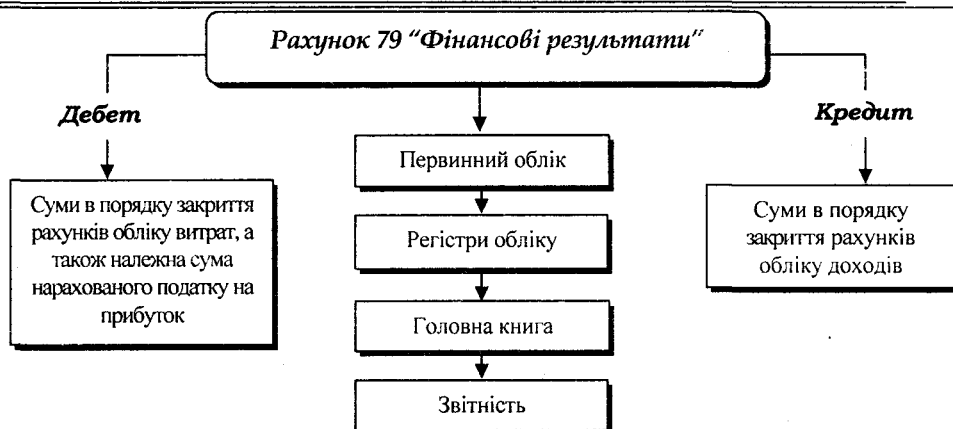 Рахунок 79 “Фінансові результати”
Дебет
Кредит
Первинний облік
Суми в порядку закриття
рахунків обліку витрат, а
також належна сума
нарахованого податку на
прибуток
Регістри обліку
Суми в порядку
закриття рахунків
обліку доходів
Головна книга
Звітність